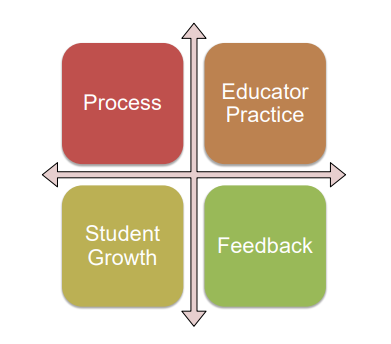 Process
Educator
Practice
Student
Growth
Feedback